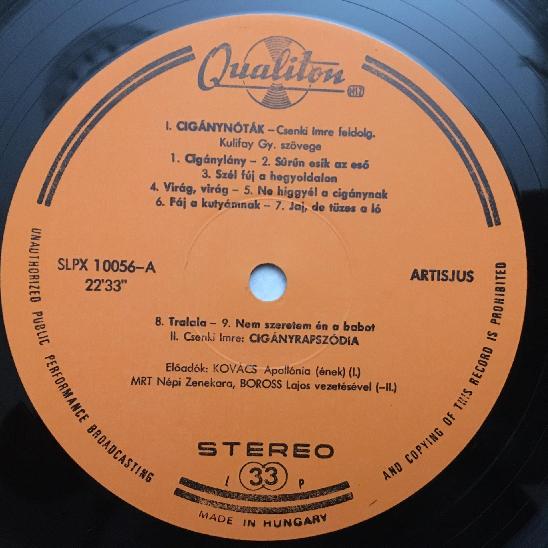 Qualiton
MHV
I. CIGÁNYNÓTÁK – Csenki Imre feldolg.
Kulifay Gy. szövege
1. Cigánylány – 2. Sűrűn esik az eső
3. Szél fúj a hegyoldalon
4. Virág, virág – 5. Ne higgyél a cigánynak
6. Fáj a kutyámnak – 7. Jaj, de tüzes a ló
SLPX 10056–A
22'33"
ARTISJUS
8. Tralala – 9. Nem szeretem én a babot
II. Csenki Imre: CIGÁNYRAPSZÓDIA
Előadók: KOVÁCS Apollónia (ének) (I.)
MRT Népi Zenekara, BOROSS Lajos vezetésével (–II.)
STEREO
L 33 P
MADE IN HUNGARY
UNAUTHORIZED PUBLIC PERFORMANCE BROADCASTING
AND COPYING OF THIS RECORD IS PROHIBITED